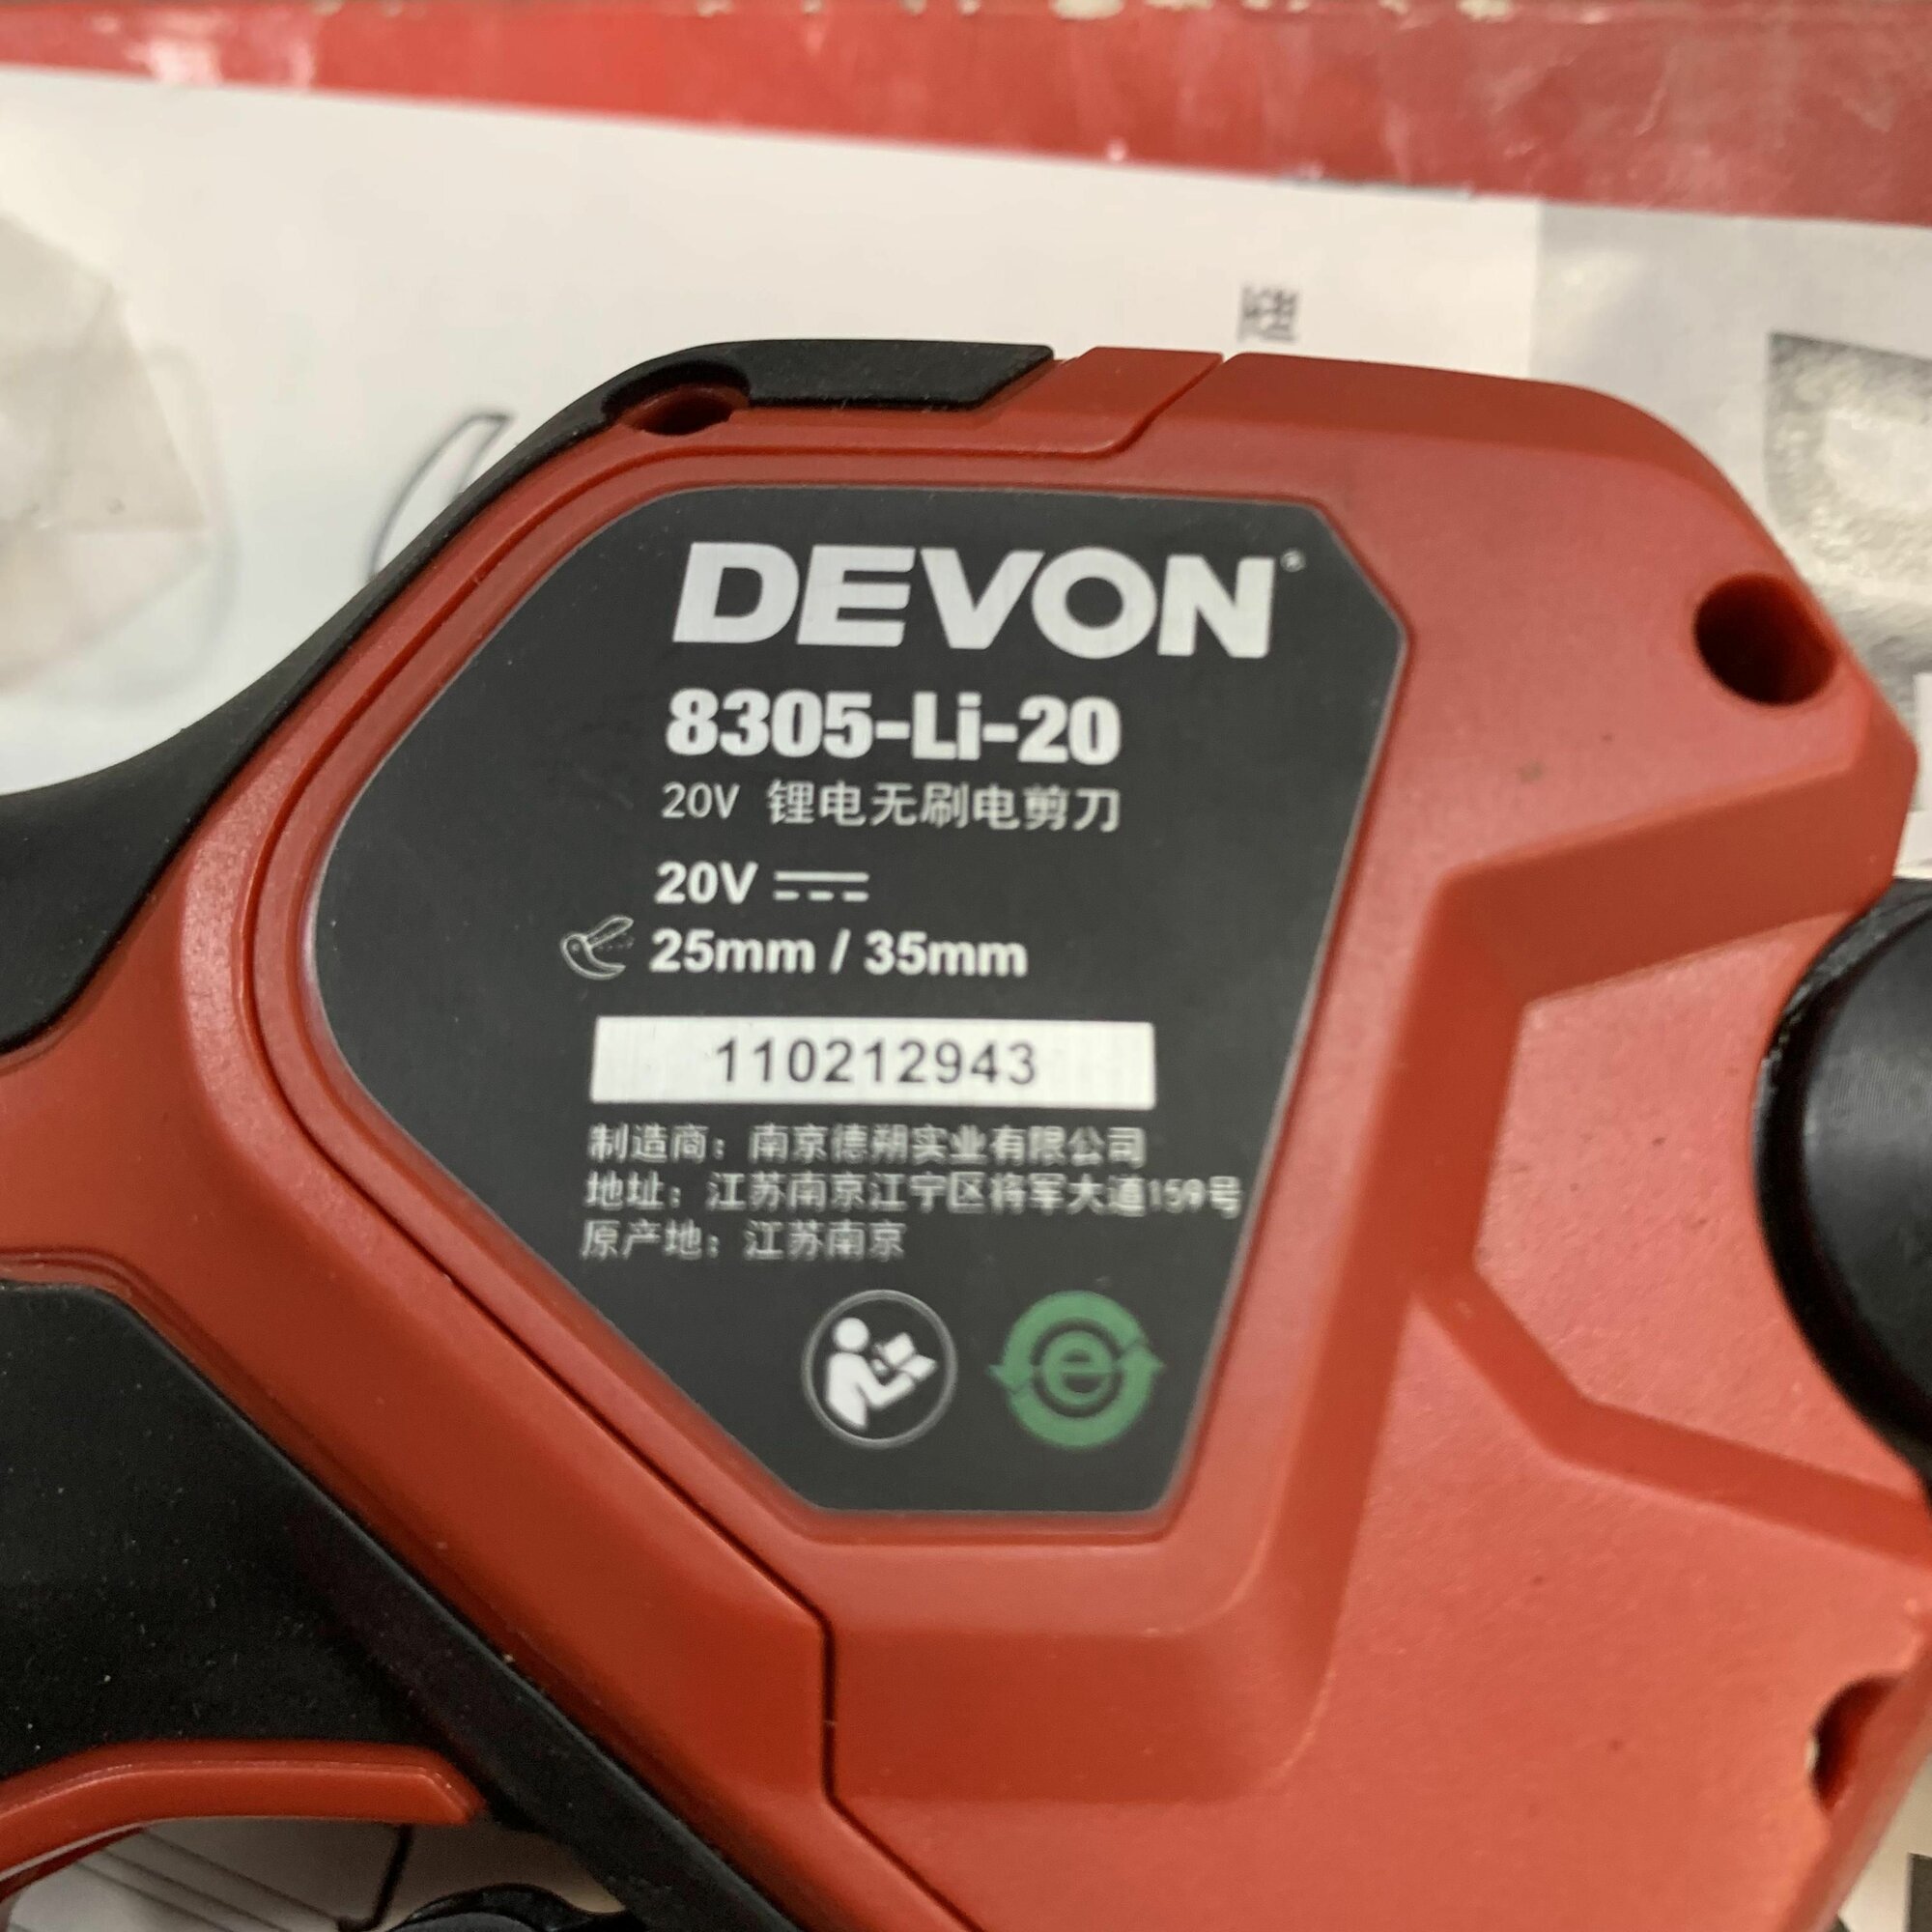 DEVON®
8305-Li-20
20V 锂电无刷电剪刀
20V
25mm / 35mm
110212943
制造商：南京德朔实业有限公司
地址：江苏南京江宁区将军大道159号
原产地：江苏南京
e